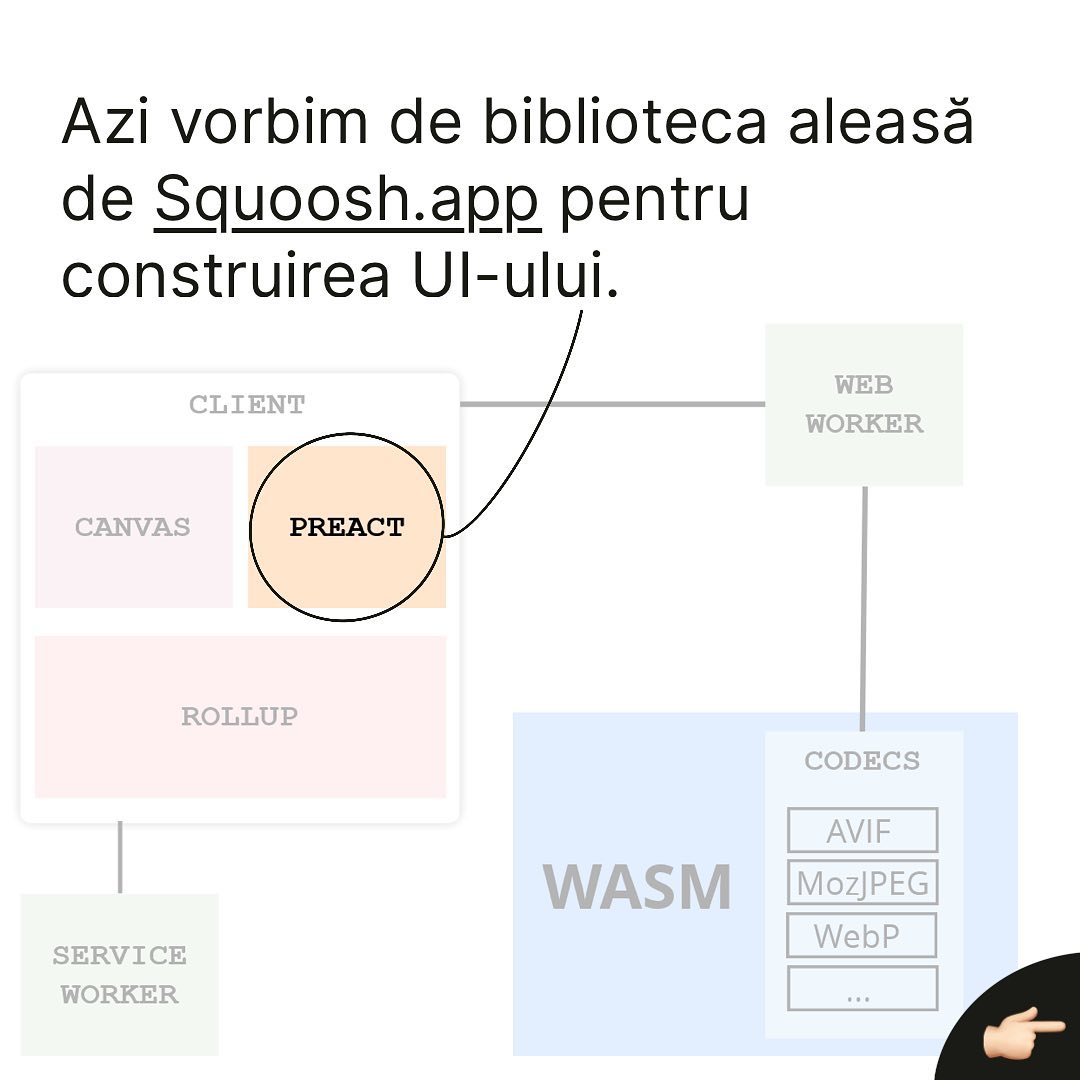 Azi vorbim de biblioteca aleasă
de Squoosh.app pentru
construirea UI-ului.
CLIENT
CANVAS
PREACT
ROLLUP
WEB
WORKER
SERVICE
WORKER
WASM
CODECS
AVIF
MozJPEG
WebP
...